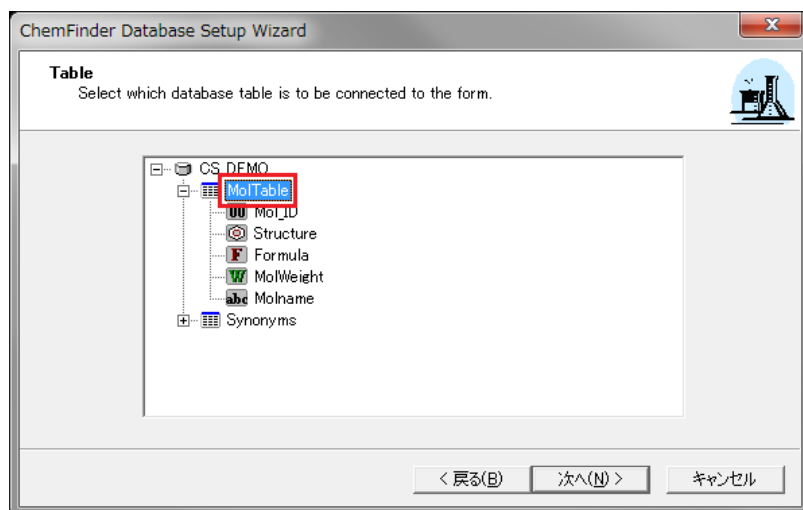 ChemFinder Database Setup Wizard
Table
Select which database table is to be connected to the form.
CS_DEMO
MolTable
Mol_ID
Structure
F Formula
W MolWeight
abc Molname
Synonyms
< 戻る(B)
次へ(N) >
キャンセル